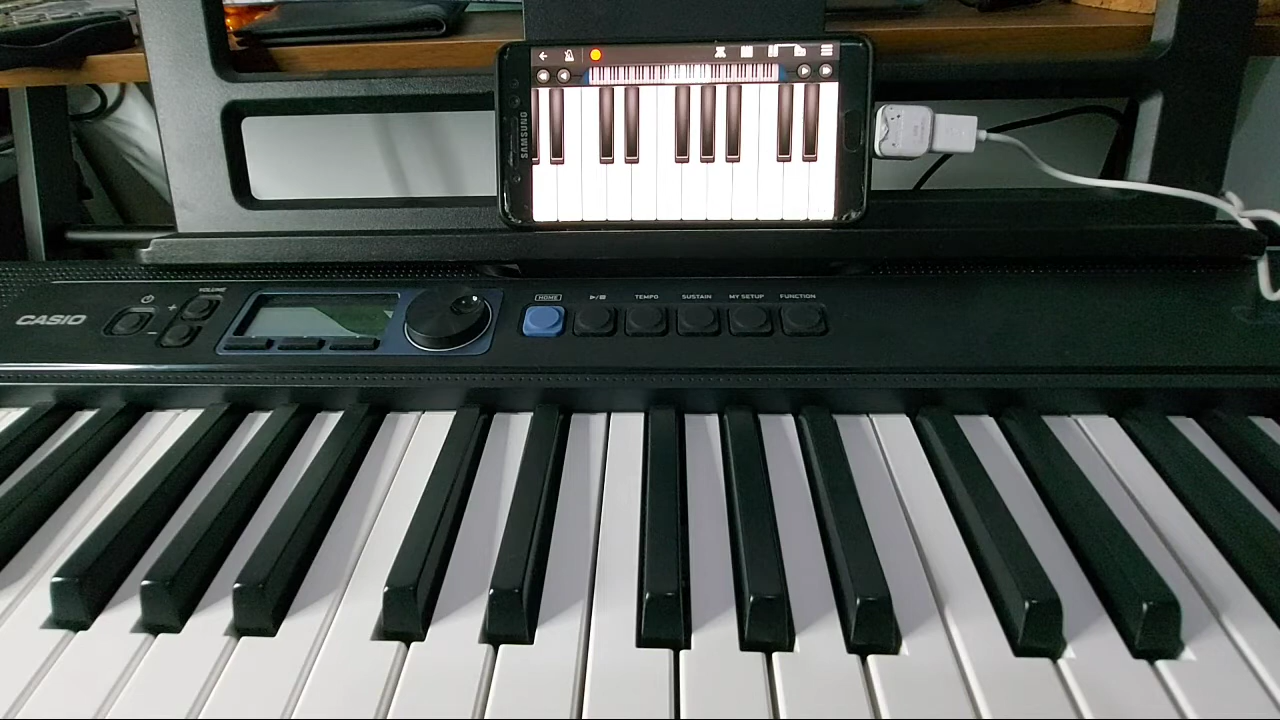 SAMSUNG
CASIO
VOLUME
+
−
HOME
TEMPO
SUSTAIN
MY SETUP
FUNCTION